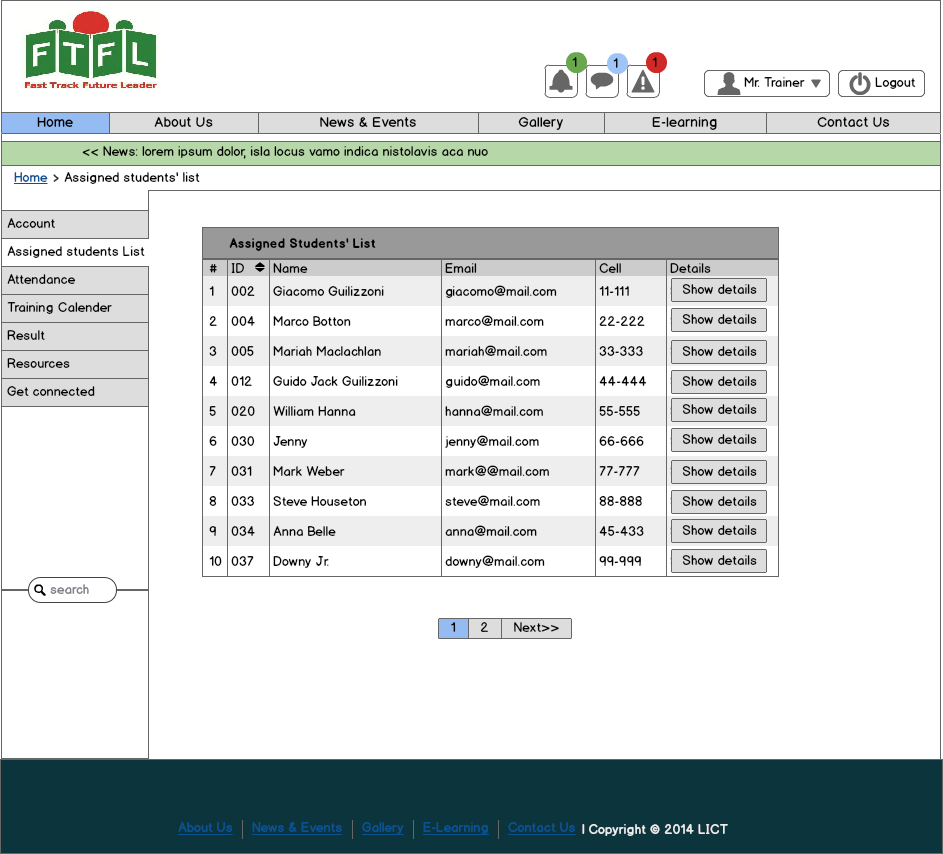 FTFL
Fast Track Future Leader
1 1 1
Mr. Trainer Logout
Home About Us News & Events Gallery E-learning Contact Us
<< News: lorem ipsum dolor, isla locus vamo indica nistolavis aca nuo
Home > Assigned students' list
Account
Assigned students List
Attendance
Training Calender
Result
Resources
Get connected
search
Assigned Students' List
# ID Name Email Cell Details
1 002 Giacomo Guilizzoni giacomo@mail.com 11-111 Show details
2 004 Marco Botton marco@mail.com 22-222 Show details
3 005 Mariah Maclachlan mariah@mail.com 33-333 Show details
4 012 Guido Jack Guilizzoni guido@mail.com 44-444 Show details
5 020 William Hanna hanna@mail.com 55-555 Show details
6 030 Jenny jenny@mail.com 66-666 Show details
7 031 Mark Weber mark@@mail.com 77-777 Show details
8 033 Steve Houseton steve@mail.com 88-888 Show details
9 034 Anna Belle anna@mail.com 45-433 Show details
10 037 Downy Jr. downy@mail.com 99-999 Show details
1 2 Next>>
About Us News & Events Gallery E-Learning Contact Us | Copyright © 2014 LICT